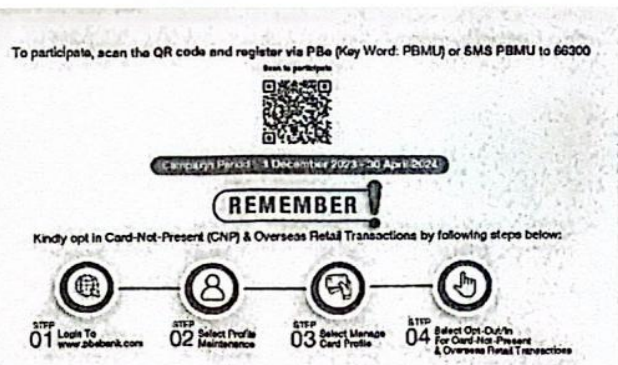 To participate, scan the QR code and register via PBe (Key Word: PBMU) or SMS PBMU to 66300
Scan to participate
Campaign Period: 1 December 2023 - 30 April 2024
REMEMBER!
Kindly opt in Card-Not-Present (CNP) & Overseas Retail Transactions by following steps below:
STEP
01 Login To
www.pbebank.com
STEP
02 Select Profile
Maintenance
STEP
03 Select Manage
Card Profile
STEP
04 Select Opt-Out/In
For Card-Not-Present
& Overseas Retail Transactions